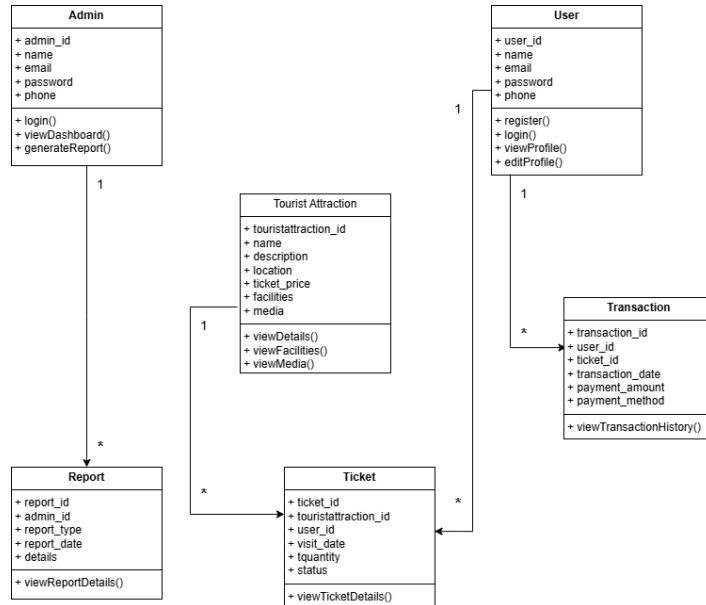 Admin
+ admin_id
+ name
+ email
+ password
+ phone
+ login()
+ viewDashboard()
+ generateReport()
User
+ user_id
+ name
+ email
+ password
+ phone
+ register()
+ login()
+ viewProfile()
+ editProfile()
1
1
1
Tourist Attraction
+ touristattraction_id
+ name
+ description
+ location
+ ticket_price
+ facilities
+ media
+ viewDetails()
+ viewFacilities()
+ viewMedia()
1
*
Transaction
+ transaction_id
+ user_id
+ ticket_id
+ transaction_date
+ payment_amount
+ payment_method
+ viewTransactionHistory()
*
*
*
Report
+ report_id
+ admin_id
+ report_type
+ report_date
+ details
+ viewReportDetails()
Ticket
+ ticket_id
+ touristattraction_id
+ user_id
+ visit_date
+ tquantity
+ status
+ viewTicketDetails()